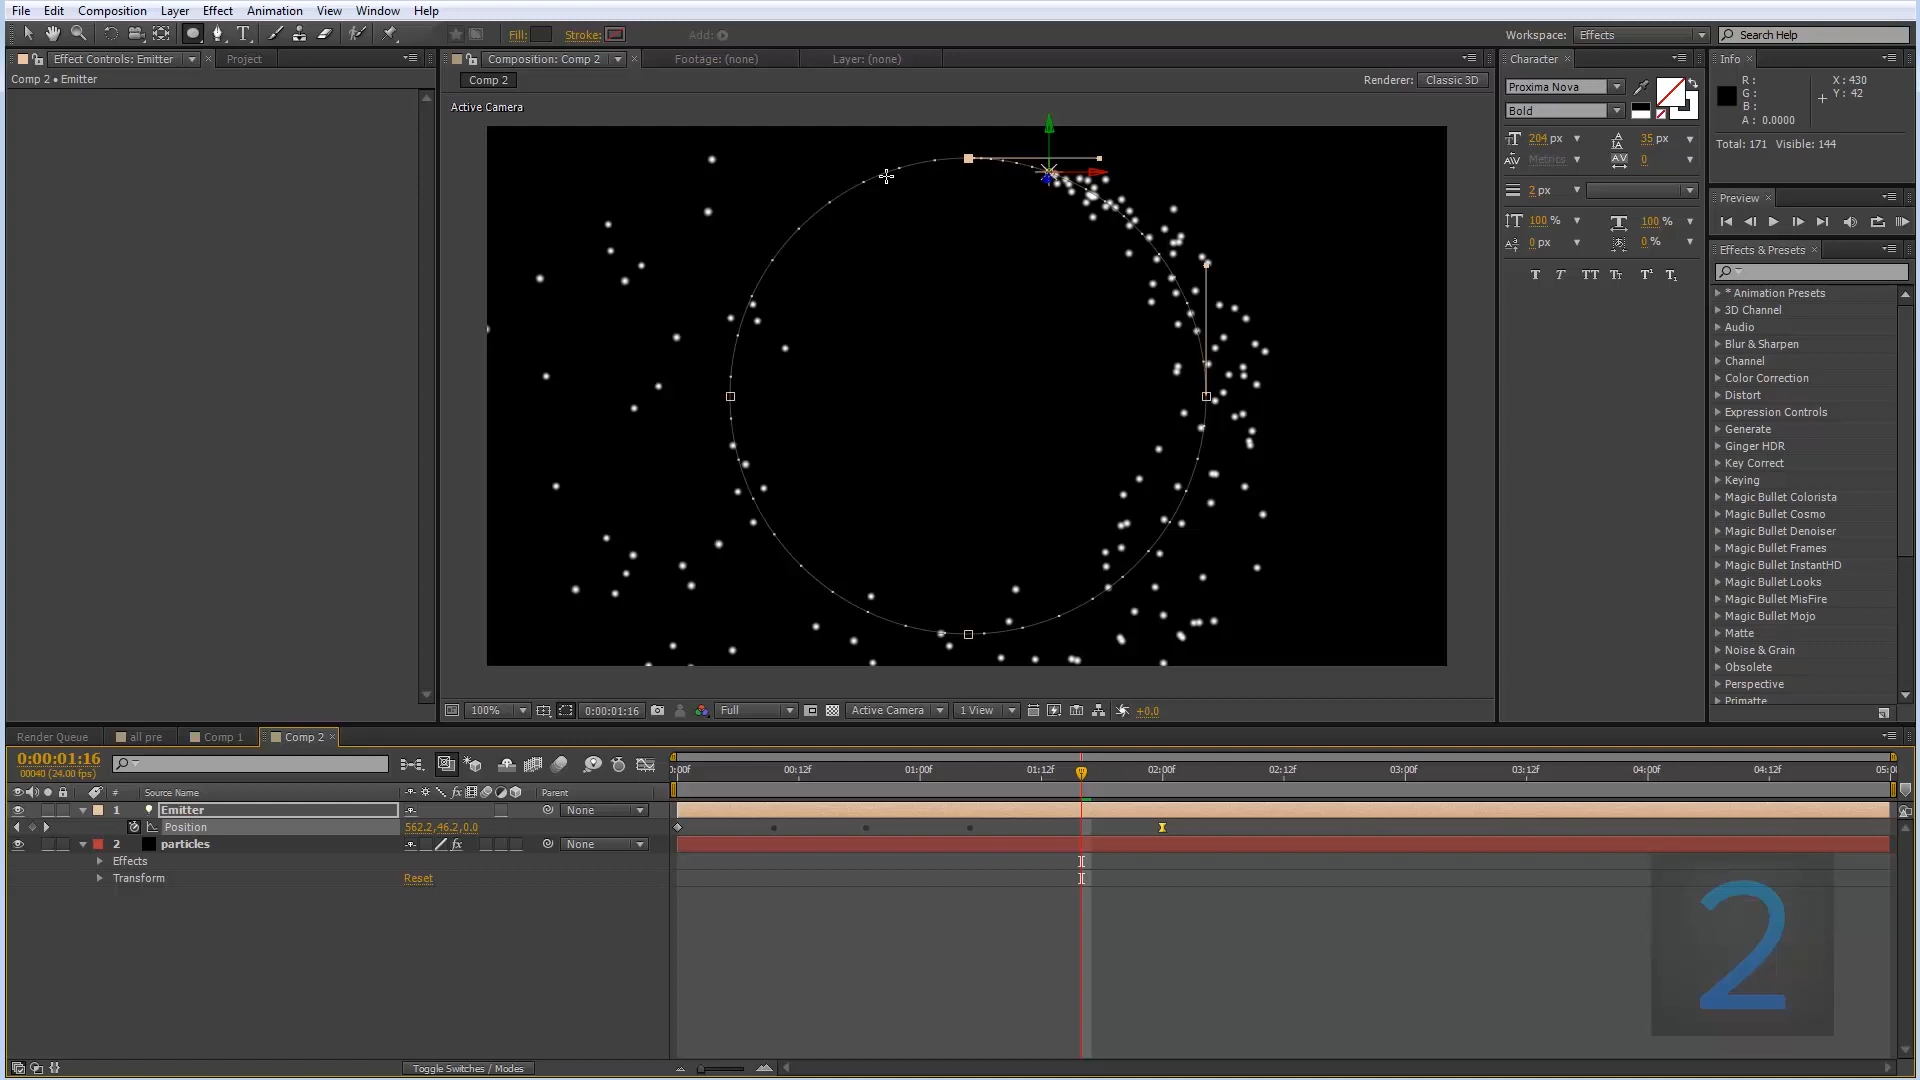 File Edit Composition Layer Effect Animation View Window Help
Fill: Stroke: Add:
Workspace: Effects Search Help
Effect Controls: Emitter Project
Composition: Comp 2 Footage: (none) Layer: (none)
Character Info
Comp 2 • Emitter
Comp 2
Renderer: Classic 3D
Active Camera
Proxima Nova
Bold
R :
G :
B :
A : 0.0000
X : 430
Y : 42
204 px 35 px
Metrics 0
Total: 171 Visible: 144
2 px
Preview
100 % 100 %
0 px 0 %
Effects & Presets
T T TT Tt T¹ T₁
* Animation Presets
3D Channel
Audio
Blur & Sharpen
Channel
Color Correction
Distort
Expression Controls
Generate
Ginger HDR
Key Correct
Keying
Magic Bullet Colorista
Magic Bullet Cosmo
Magic Bullet Denoiser
Magic Bullet Frames
Magic Bullet InstantHD
Magic Bullet Looks
Magic Bullet MisFire
Magic Bullet Mojo
Matte
Noise & Grain
Obsolete
Perspective
Primatte
100% 0:00:01:16 Full Active Camera 1 View +0.0
Render Queue all pre Comp 1 Comp 2
0:00:01:16
00040 (24.00 fps)
):00f 00:12f 01:00f 01:12f 02:00f 02:12f 03:00f 03:12f 04:00f 04:12f 05:00
# Source Name fx Parent
1 Emitter None
Position 562.2,46.2,0.0
2 particles fx None
Effects
Transform Reset
2
Toggle Switches / Modes